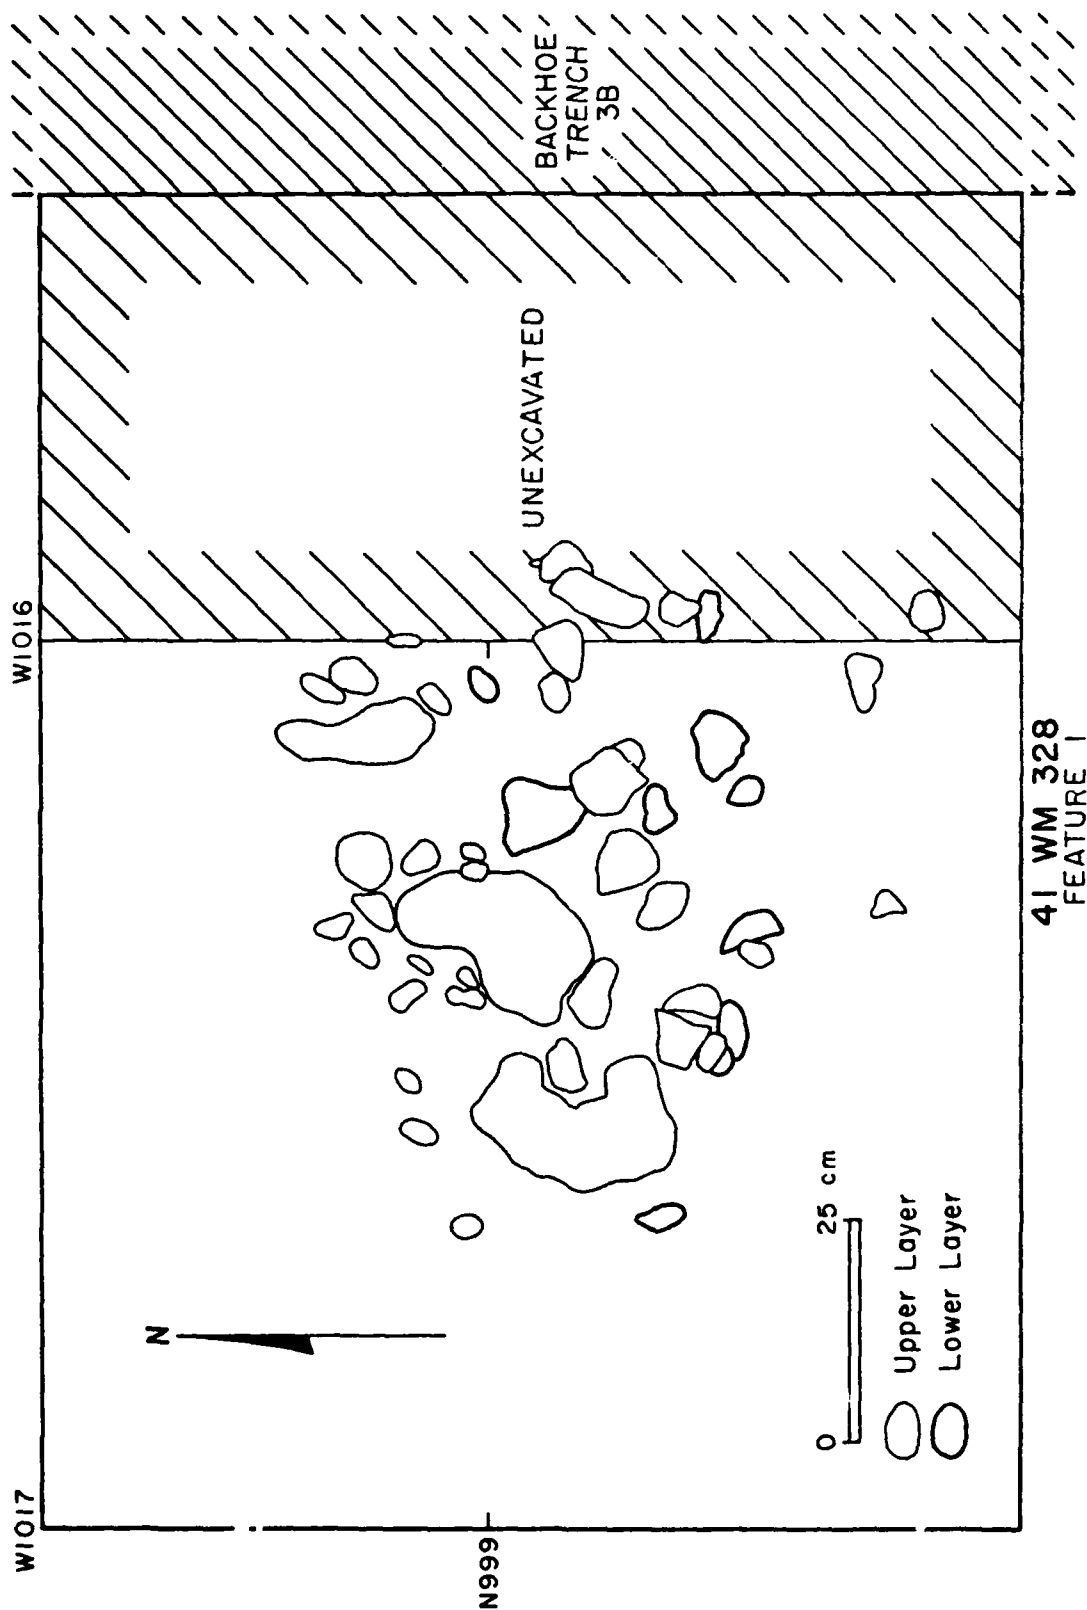 W1017
W1016
N999
N
UNEXCAVATED
BACKHOE
TRENCH
3B
0 25 cm
Upper Layer
Lower Layer
41 WM 328
FEATURE 1